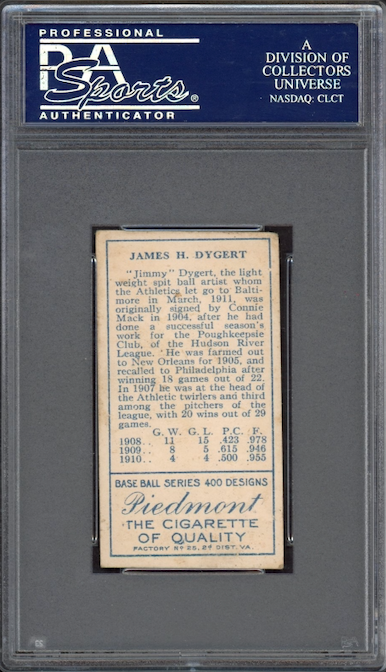 PROFESSIONAL
PSA
Sports®
AUTHENTICATOR
A
DIVISION OF
COLLECTORS
UNIVERSE
NASDAQ: CLCT
JAMES H. DYGERT
"Jimmy" Dygert, the light
weight spit ball artist whom
the Athletics let go to Balti-
more in March, 1911, was
originally signed by Connie
Mack in 1904, after he had
done a successful season's
work for the Poughkeepsie
Club, of the Hudson River
League. He was farmed out
to New Orleans for 1905, and
recalled to Philadelphia after
winning 18 games out of 22.
In 1907 he was at the head of
the Athletic twirlers and third
among the pitchers of the
league, with 20 wins out of 29
games.
G. W. G. L. P.C. F.
1908.. 11 15 .423 .978
1909.. 8 5 .615 .946
1910.. 4 4 .500 .955
BASE BALL SERIES 400 DESIGNS
Piedmont
THE CIGARETTE
OF QUALITY
FACTORY No 25, 2d DIST. VA.